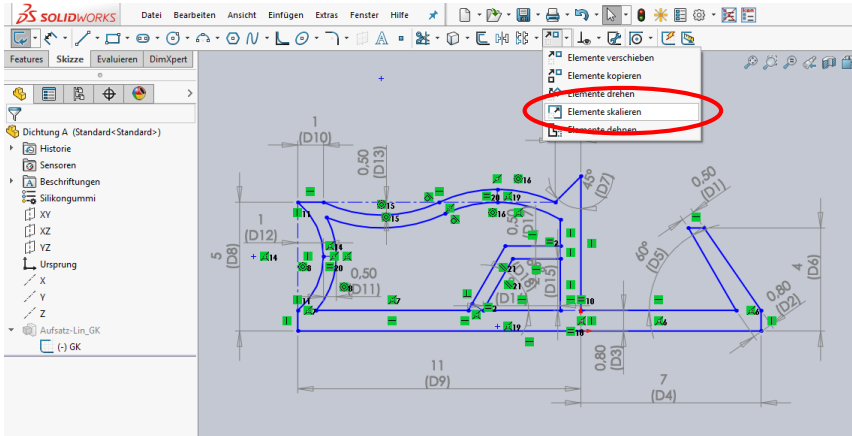 SOLIDWORKS Datei Bearbeiten Ansicht Einfügen Extras Fenster Hilfe
Features Skizze Evaluieren DimXpert
Elemente verschieben
Elemente kopieren
Elemente drehen
Elemente skalieren
Elemente dehnen
Dichtung A (Standard<Standard>)
Historie
Sensoren
Beschriftungen
Silikongummi
XY
XZ
YZ
Ursprung
X
Y
Z
Aufsatz-Lin_GK
(-) GK
1
(D10)
0,50
(D13)
1
(D12)
5
(D8)
0,50
(D11)
45°
(D7)
0,50
(D1)
60°
(D5)
4
(D6)
0,80
(D2)
0,80
(D3)
11
(D9)
7
(D4)
(D15)